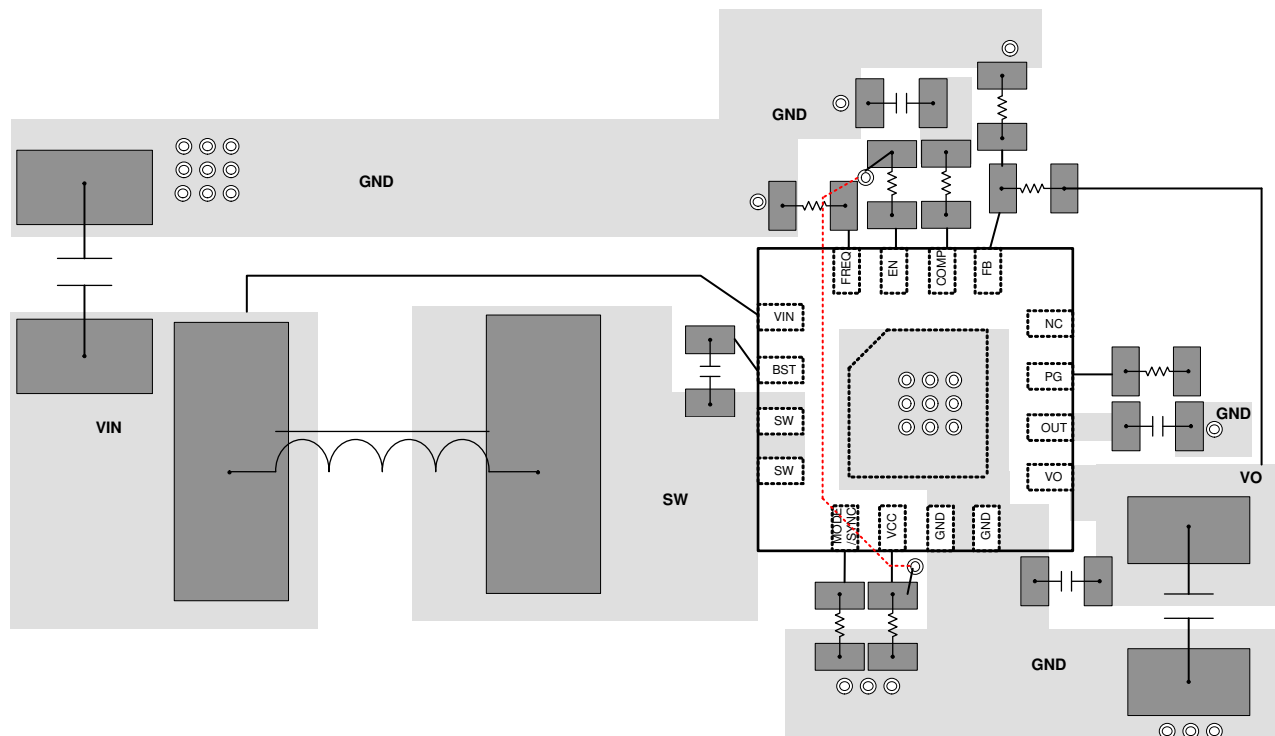 GND
GND
FREQ
EN
COMP
FB
VIN
NC
BST
PG
SW
OUT
GND
SW
VO
VO
VIN
SW
MODE
/SYNC
VCC
GND
GND
GND